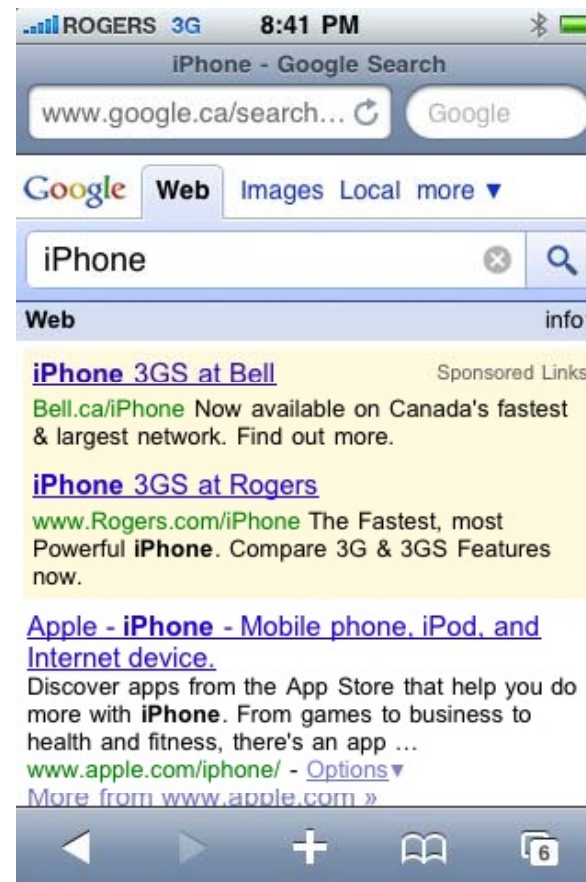 ROGERS 3G 8:41 PM
iPhone - Google Search
www.google.ca/search... Google
Google Web Images Local more ▼
iPhone
Web info
iPhone 3GS at Bell Sponsored Links
Bell.ca/iPhone Now available on Canada's fastest
& largest network. Find out more.
iPhone 3GS at Rogers
www.Rogers.com/iPhone The Fastest, most
Powerful iPhone. Compare 3G & 3GS Features
now.
Apple - iPhone - Mobile phone, iPod, and
Internet device.
Discover apps from the App Store that help you do
more with iPhone. From games to business to
health and fitness, there's an app ...
www.apple.com/iphone/ - Options▼
More from www.apple.com »
6